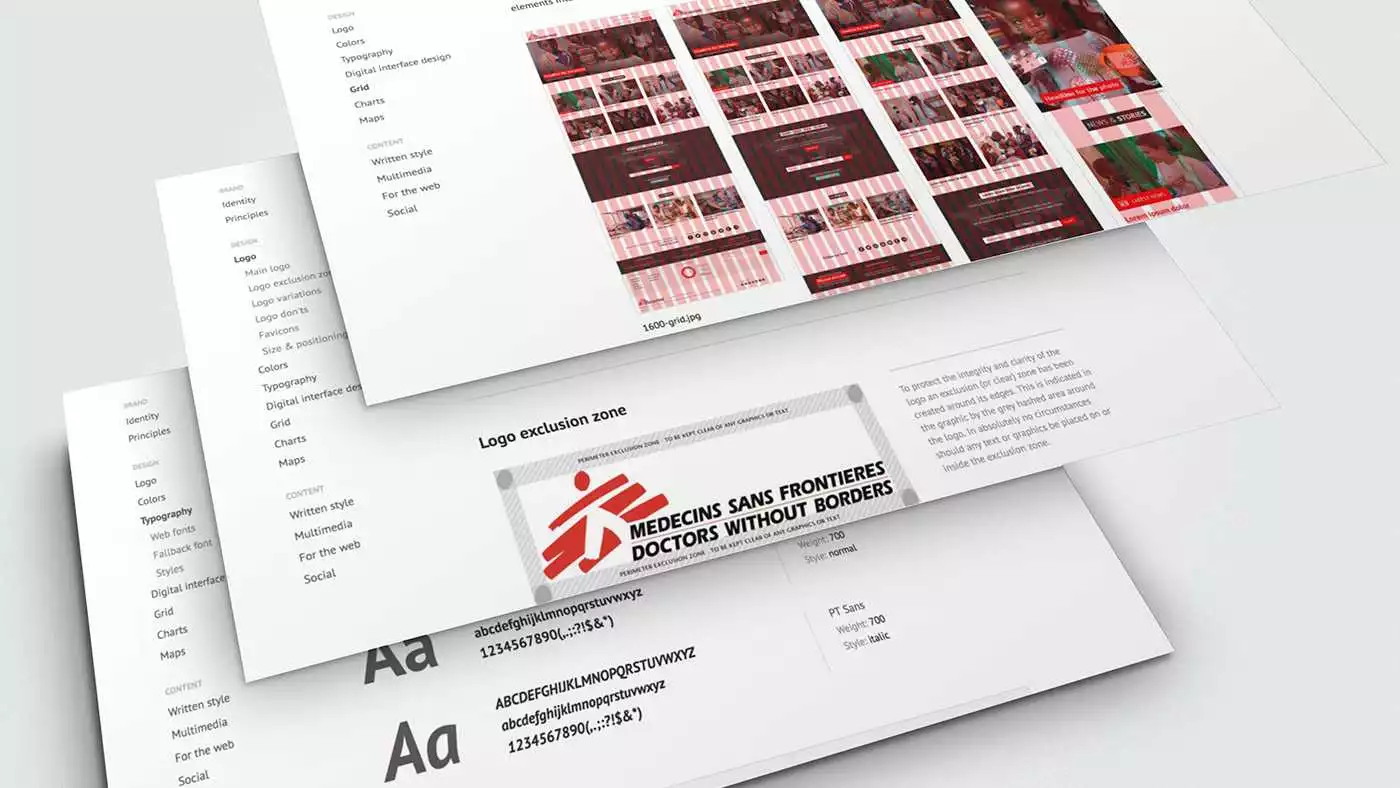 elements
DESIGN
Logo
Colors
Typography
Digital interface design
Grid
Charts
Maps
CONTENT
Written style
Multimedia
For the web
Social
Headline for the photo
NEWS & STORIES
LATEST NEWS
Lorem ipsum dolor
1600-grid.jpg
BRAND
Identity
Principles
DESIGN
Logo
Main logo
Logo exclusion
Logo variations
Logo don'ts
Favicons
Size & positioning
Colors
Typography
Digital interface
Grid
Charts
Maps
CONTENT
Written style
Multimedia
For the web
Social
Logo exclusion zone
PERIMETER EXCLUSION ZONE - TO BE KEPT CLEAR OF ANY GRAPHICS OR TEXT
MEDECINS SANS FRONTIERES
DOCTORS WITHOUT BORDERS
PERIMETER EXCLUSION ZONE - TO BE KEPT CLEAR OF ANY GRAPHICS OR TEXT
To protect the integrity and clarity of the
logo an exclusion (or clear) zone has been
created around its edges. This is indicated in
the graphic by the grey hashed area around
the logo. In absolutely no circumstances
should any text or graphics be placed on or
inside the exclusion zone.
BRAND
Identity
Principles
DESIGN
Logo
Colors
Typography
Web fonts
Fallback font
Styles
Digital interface
Grid
Charts
Maps
CONTENT
Written style
Multimedia
For the web
Social
Aa
abcdefghijklmnopqrstuvwxyz
1234567890(,.;:?!$&*)
Weight: 700
Style: normal
Aa
ABCDEFGHIJKLMNOPQRSTUVWXYZ
abcdefghijklmnopqrstuvwxyz
1234567890(,.;:?!$&*)
PT Sans
Weight: 700
Style: italic